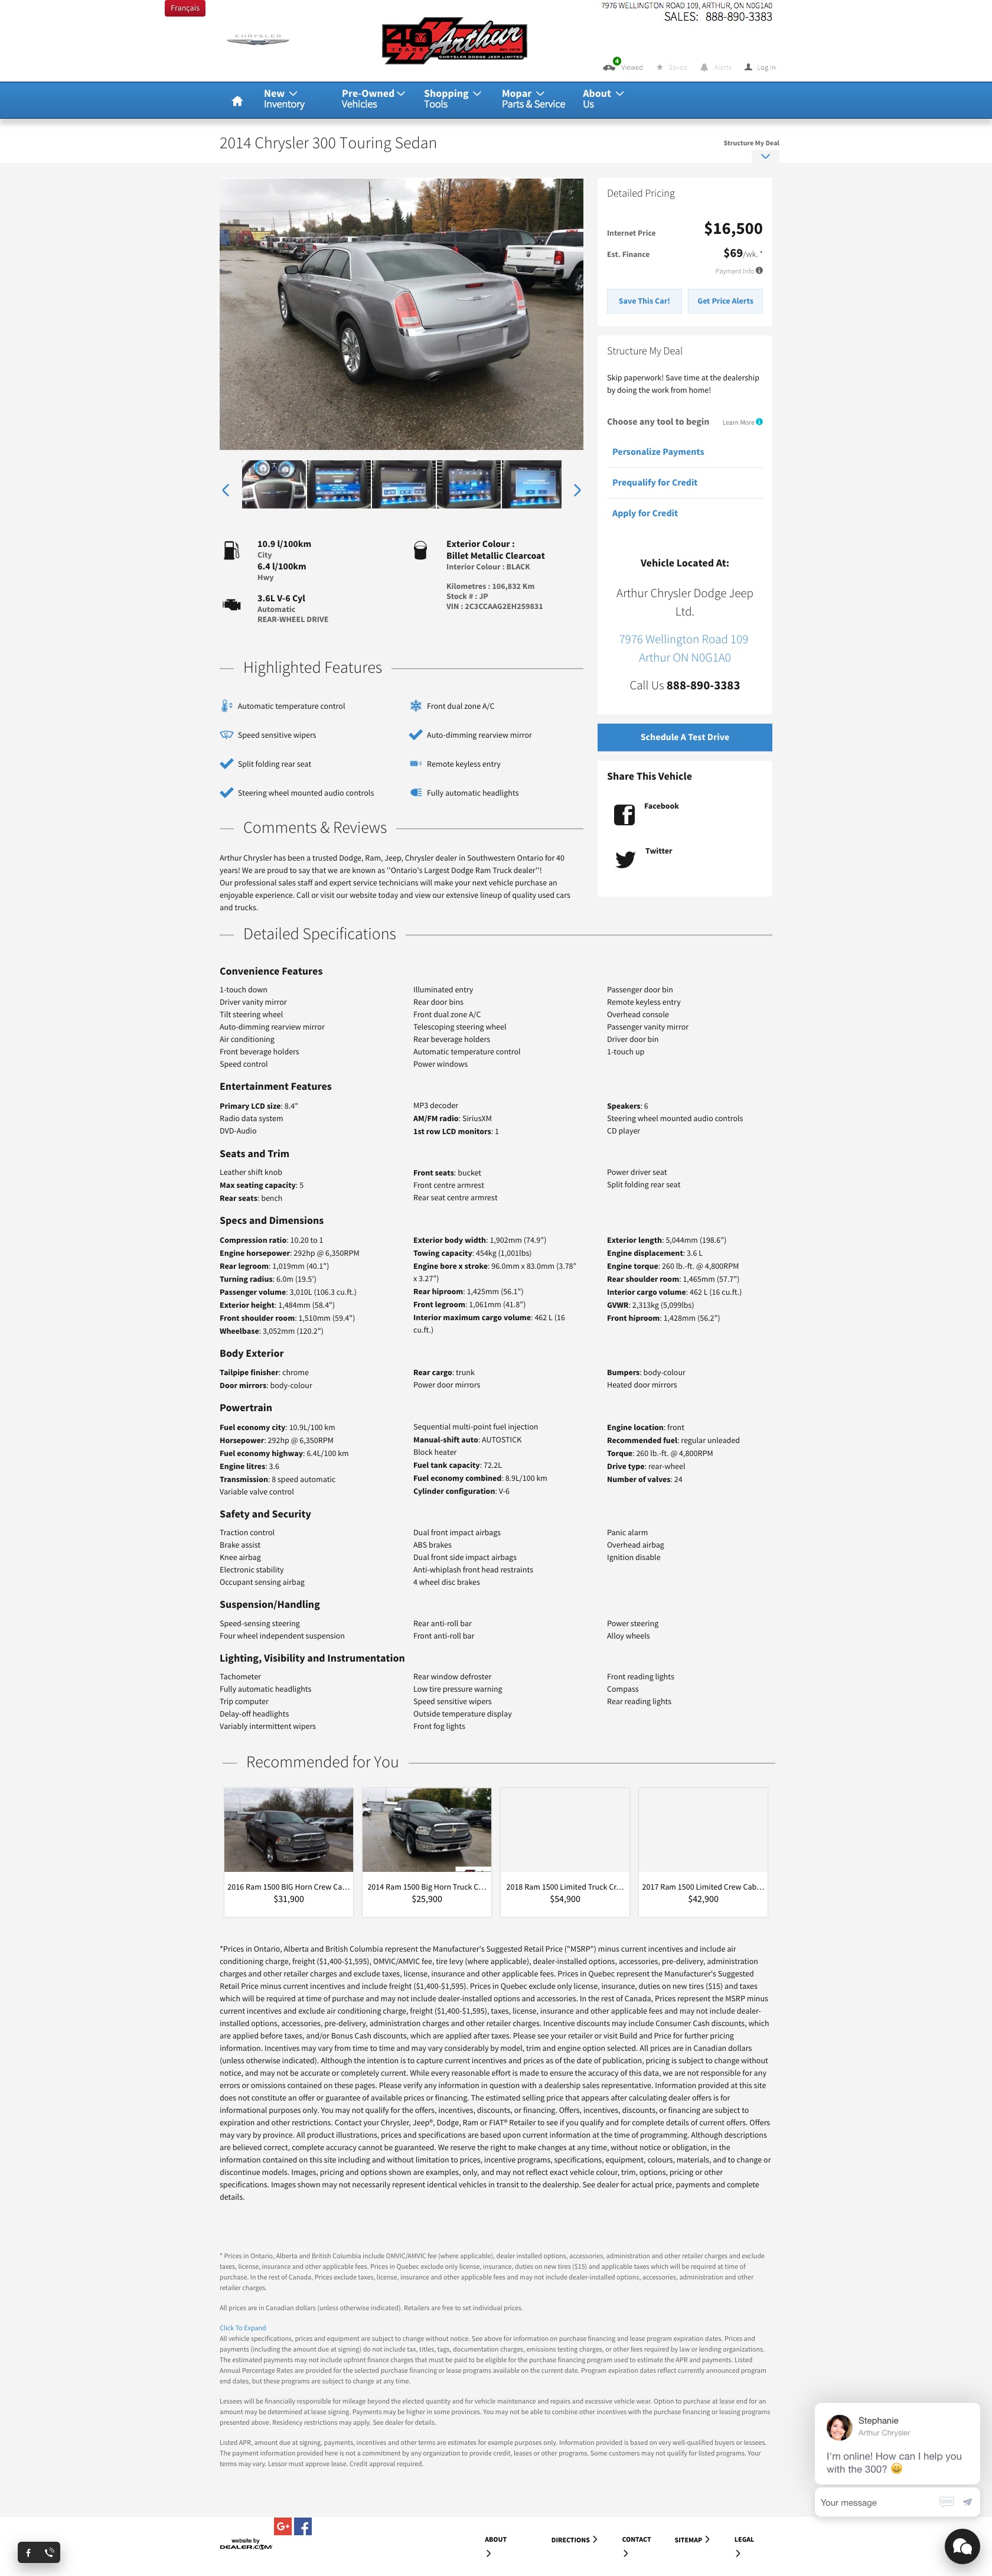 Français
7976 WELLINGTON ROAD 109, ARTHUR, ON N0G1A0
SALES: 888-890-3383
CHRYSLER
40 Arthur
YEARS
CHRYSLER DODGE JEEP LIMITED
4
Viewed
Saved
Alerts
Log In
New Inventory
Pre-Owned Vehicles
Shopping Tools
Mopar Parts & Service
About Us
2014 Chrysler 300 Touring Sedan
Structure My Deal
Detailed Pricing
Internet Price $16,500
Est. Finance $69/wk. *
Payment Info
Save This Car!
Get Price Alerts
Structure My Deal
Skip paperwork! Save time at the dealership
by doing the work from home!
Choose any tool to begin
Learn More
Personalize Payments
Prequalify for Credit
Apply for Credit
Vehicle Located At:
Arthur Chrysler Dodge Jeep
Ltd.
7976 Wellington Road 109
Arthur ON N0G1A0
Call Us 888-890-3383
Schedule A Test Drive
Share This Vehicle
Facebook
Twitter
10.9 l/100km
City
6.4 l/100km
Hwy
3.6L V-6 Cyl
Automatic
REAR-WHEEL DRIVE
Exterior Colour :
Billet Metallic Clearcoat
Interior Colour : BLACK
Kilometres : 106,832 Km
Stock # : JP
VIN : 2C3CCAAG2EH259831
Highlighted Features
Automatic temperature control
Front dual zone A/C
Speed sensitive wipers
Auto-dimming rearview mirror
Split folding rear seat
Remote keyless entry
Steering wheel mounted audio controls
Fully automatic headlights
Comments & Reviews
Arthur Chrysler has been a trusted Dodge, Ram, Jeep, Chrysler dealer in Southwestern Ontario for 40
years! We are proud to say that we are known as ''Ontario's Largest Dodge Ram Truck dealer''!
Our professional sales staff and expert service technicians will make your next vehicle purchase an
enjoyable experience. Call or visit our website today and view our extensive lineup of quality used cars
and trucks.
Detailed Specifications
Convenience Features
1-touch down
Driver vanity mirror
Tilt steering wheel
Auto-dimming rearview mirror
Air conditioning
Front beverage holders
Speed control
Illuminated entry
Rear door bins
Front dual zone A/C
Telescoping steering wheel
Rear beverage holders
Automatic temperature control
Power windows
Passenger door bin
Remote keyless entry
Overhead console
Passenger vanity mirror
Driver door bin
1-touch up
Entertainment Features
Primary LCD size: 8.4"
Radio data system
DVD-Audio
MP3 decoder
AM/FM radio: SiriusXM
1st row LCD monitors: 1
Speakers: 6
Steering wheel mounted audio controls
CD player
Seats and Trim
Leather shift knob
Max seating capacity: 5
Rear seats: bench
Front seats: bucket
Front centre armrest
Rear seat centre armrest
Power driver seat
Split folding rear seat
Specs and Dimensions
Compression ratio: 10.20 to 1
Engine horsepower: 292hp @ 6,350RPM
Rear legroom: 1,019mm (40.1")
Turning radius: 6.0m (19.5')
Passenger volume: 3,010L (106.3 cu.ft.)
Exterior height: 1,484mm (58.4")
Front shoulder room: 1,510mm (59.4")
Wheelbase: 3,052mm (120.2")
Exterior body width: 1,902mm (74.9")
Towing capacity: 454kg (1,001lbs)
Engine bore x stroke: 96.0mm x 83.0mm (3.78"
x 3.27")
Rear hiproom: 1,425mm (56.1")
Front legroom: 1,061mm (41.8")
Interior maximum cargo volume: 462 L (16
cu.ft.)
Exterior length: 5,044mm (198.6")
Engine displacement: 3.6 L
Engine torque: 260 lb.-ft. @ 4,800RPM
Rear shoulder room: 1,465mm (57.7")
Interior cargo volume: 462 L (16 cu.ft.)
GVWR: 2,313kg (5,099lbs)
Front hiproom: 1,428mm (56.2")
Body Exterior
Tailpipe finisher: chrome
Door mirrors: body-colour
Rear cargo: trunk
Power door mirrors
Bumpers: body-colour
Heated door mirrors
Powertrain
Fuel economy city: 10.9L/100 km
Horsepower: 292hp @ 6,350RPM
Fuel economy highway: 6.4L/100 km
Engine litres: 3.6
Transmission: 8 speed automatic
Variable valve control
Sequential multi-point fuel injection
Manual-shift auto: AUTOSTICK
Block heater
Fuel tank capacity: 72.2L
Fuel economy combined: 8.9L/100 km
Cylinder configuration: V-6
Engine location: front
Recommended fuel: regular unleaded
Torque: 260 lb.-ft. @ 4,800RPM
Drive type: rear-wheel
Number of valves: 24
Safety and Security
Traction control
Brake assist
Knee airbag
Electronic stability
Occupant sensing airbag
Dual front impact airbags
ABS brakes
Dual front side impact airbags
Anti-whiplash front head restraints
4 wheel disc brakes
Panic alarm
Overhead airbag
Ignition disable
Suspension/Handling
Speed-sensing steering
Four wheel independent suspension
Rear anti-roll bar
Front anti-roll bar
Power steering
Alloy wheels
Lighting, Visibility and Instrumentation
Tachometer
Fully automatic headlights
Trip computer
Delay-off headlights
Variably intermittent wipers
Rear window defroster
Low tire pressure warning
Speed sensitive wipers
Outside temperature display
Front fog lights
Front reading lights
Compass
Rear reading lights
Recommended for You
2016 Ram 1500 BIG Horn Crew Ca...
$31,900
2014 Ram 1500 Big Horn Truck C...
$25,900
2018 Ram 1500 Limited Truck Cr...
$54,900
2017 Ram 1500 Limited Crew Cab...
$42,900
*Prices in Ontario, Alberta and British Columbia represent the Manufacturer's Suggested Retail Price ("MSRP") minus current incentives and include air
conditioning charge, freight ($1,400-$1,595), OMVIC/AMVIC fee, tire levy (where applicable), dealer-installed options, accessories, pre-delivery, administration
charges and other retailer charges and exclude taxes, license, insurance and other applicable fees. Prices in Quebec represent the Manufacturer's Suggested
Retail Price minus current incentives and include freight ($1,400-$1,595). Prices in Quebec exclude only license, insurance, duties on new tires ($15) and taxes
which will be required at time of purchase and may not include dealer-installed options and accessories. In the rest of Canada, Prices represent the MSRP minus
current incentives and exclude air conditioning charge, freight ($1,400-$1,595), taxes, license, insurance and other applicable fees and may not include dealer-
installed options, accessories, pre-delivery, administration charges and other retailer charges. Incentive discounts may include Consumer Cash discounts, which
are applied before taxes, and/or Bonus Cash discounts, which are applied after taxes. Please see your retailer or visit Build and Price for further pricing
information. Incentives may vary from time to time and may vary considerably by model, trim and engine option selected. All prices are in Canadian dollars
(unless otherwise indicated). Although the intention is to capture current incentives and prices as of the date of publication, pricing is subject to change without
notice, and may not be accurate or completely current. While every reasonable effort is made to ensure the accuracy of this data, we are not responsible for any
errors or omissions contained on these pages. Please verify any information in question with a dealership sales representative. Information provided at this site
does not constitute an offer or guarantee of available prices or financing. The estimated selling price that appears after calculating dealer offers is for
informational purposes only. You may not qualify for the offers, incentives, discounts, or financing. Offers, incentives, discounts, or financing are subject to
expiration and other restrictions. Contact your Chrysler, Jeep®, Dodge, Ram or FIAT® Retailer to see if you qualify and for complete details of current offers. Offers
may vary by province. All product illustrations, prices and specifications are based upon current information at the time of programming. Although descriptions
are believed correct, complete accuracy cannot be guaranteed. We reserve the right to make changes at any time, without notice or obligation, in the
information contained on this site including and without limitation to prices, incentive programs, specifications, equipment, colours, materials, and to change or
discontinue models. Images, pricing and options shown are examples, only, and may not reflect exact vehicle colour, trim, options, pricing or other
specifications. Images shown may not necessarily represent identical vehicles in transit to the dealership. See dealer for actual price, payments and complete
details.
* Prices in Ontario, Alberta and British Columbia include OMVIC/AMVIC fee (where applicable), dealer installed options, accessories, administration and other retailer charges and exclude
taxes, license, insurance and other applicable fees. Prices in Quebec exclude only license, insurance, duties on new tires ($15) and applicable taxes which will be required at time of
purchase. In the rest of Canada, Prices exclude taxes, license, insurance and other applicable fees and may not include dealer-installed options, accessories, administration and other
retailer charges.
All prices are in Canadian dollars (unless otherwise indicated). Retailers are free to set individual prices.
Click To Expand
All vehicle specifications, prices and equipment are subject to change without notice. See above for information on purchase financing and lease program expiration dates. Prices and
payments (including the amount due at signing) do not include tax, titles, tags, documentation charges, emissions testing charges, or other fees required by law or lending organizations.
The estimated payments may not include upfront finance charges that must be paid to be eligible for the purchase financing program used to estimate the APR and payments. Listed
Annual Percentage Rates are provided for the selected purchase financing or lease programs available on the current date. Program expiration dates reflect currently announced program
end dates, but these programs are subject to change at any time.
Lessees will be financially responsible for mileage beyond the elected quantity and for vehicle maintenance and repairs and excessive vehicle wear. Option to purchase at lease end for an
amount may be determined at lease signing. Payments may be higher in some provinces. You may not be able to combine other incentives with the purchase financing or leasing programs
presented above. Residency restrictions may apply. See dealer for details.
Listed APR, amount due at signing, payments, incentives and other terms are estimates for example purposes only. Information provided is based on very well-qualified buyers or lessees.
The payment information provided here is not a commitment by any organization to provide credit, leases or other programs. Some customers may not qualify for listed programs. Your
terms may vary. Lessor must approve lease. Credit approval required.
Stephanie
Arthur Chrysler
I'm online! How can I help you
with the 300? 😀
Your message
website by
DEALER.COM
G+ f
ABOUT
DIRECTIONS
CONTACT
SITEMAP
LEGAL